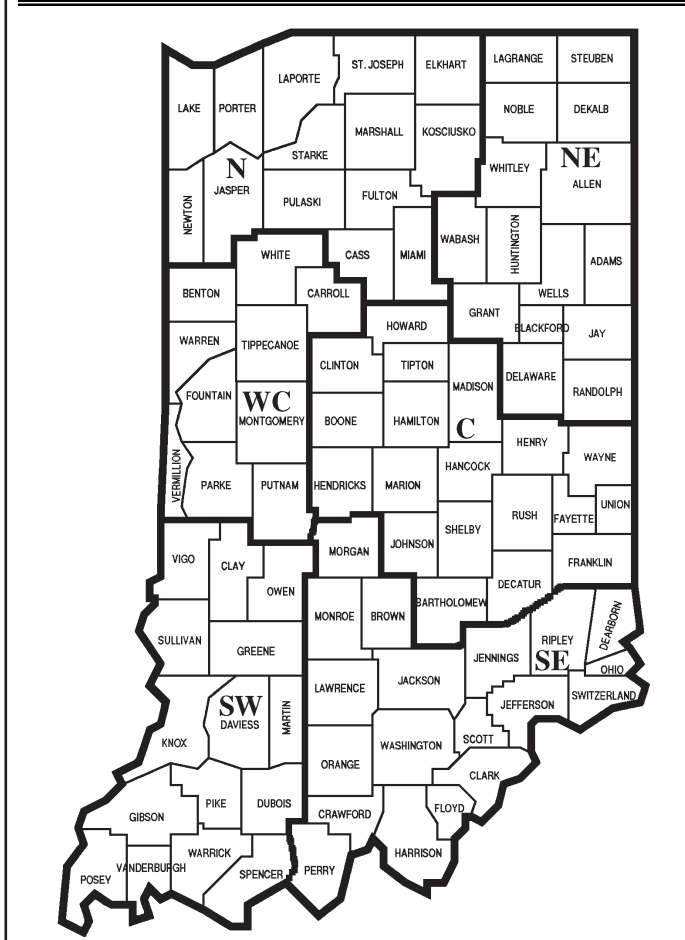 LAGRANGE STEUBEN
ST. JOSEPH ELKHART
LAPORTE
LAKE PORTER NOBLE DEKALB
MARSHALL KOSCIUSKO
STARKE NE
N WHITLEY ALLEN
JASPER
NEWTON PULASKI FULTON
WABASH HUNTINGTON
WHITE CASS MIAMI ADAMS
BENTON CARROLL WELLS
GRANT
HOWARD BLACKFORD JAY
WARREN TIPPECANOE
CLINTON TIPTON
MADISON DELAWARE
FOUNTAIN RANDOLPH
WC
MONTGOMERY BOONE HAMILTON C
HENRY
WAYNE
VERMILLION HANCOCK
PARKE PUTNAM HENDRICKS MARION
UNION
RUSH FAYETTE
JOHNSON SHELBY
MORGAN
VIGO CLAY FRANKLIN
OWEN DECATUR
BARTHOLOMEW
MONROE BROWN
DEARBORN
SULLIVAN RIPLEY
GREENE JENNINGS
SE OHIO
LAWRENCE JACKSON
SWITZERLAND
SW JEFFERSON
DAVIESS MARTIN
KNOX WASHINGTON SCOTT
ORANGE
CLARK
PIKE DUBOIS
GIBSON CRAWFORD FLOYD
WARRICK HARRISON
VANDERBURGH
POSEY SPENCER PERRY